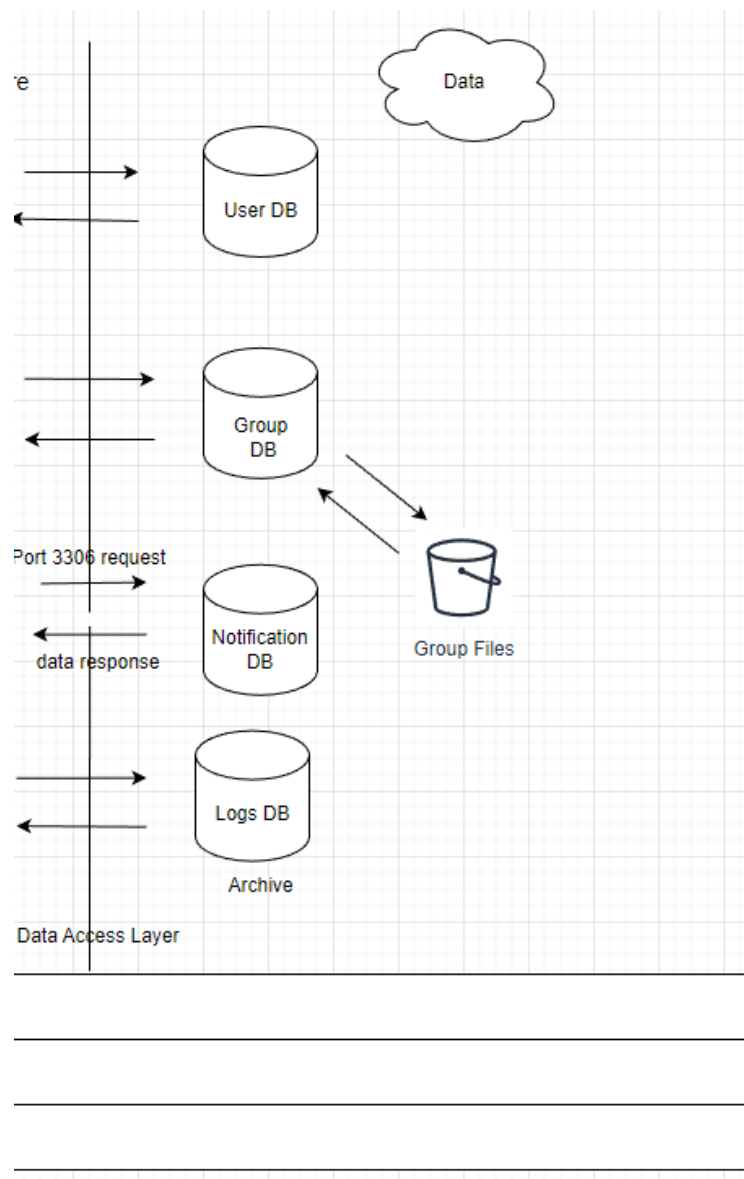 re
Data
User DB
Group
DB
Port 3306 request
Notification
DB
data response
Group Files
Logs DB
Archive
Data Access Layer